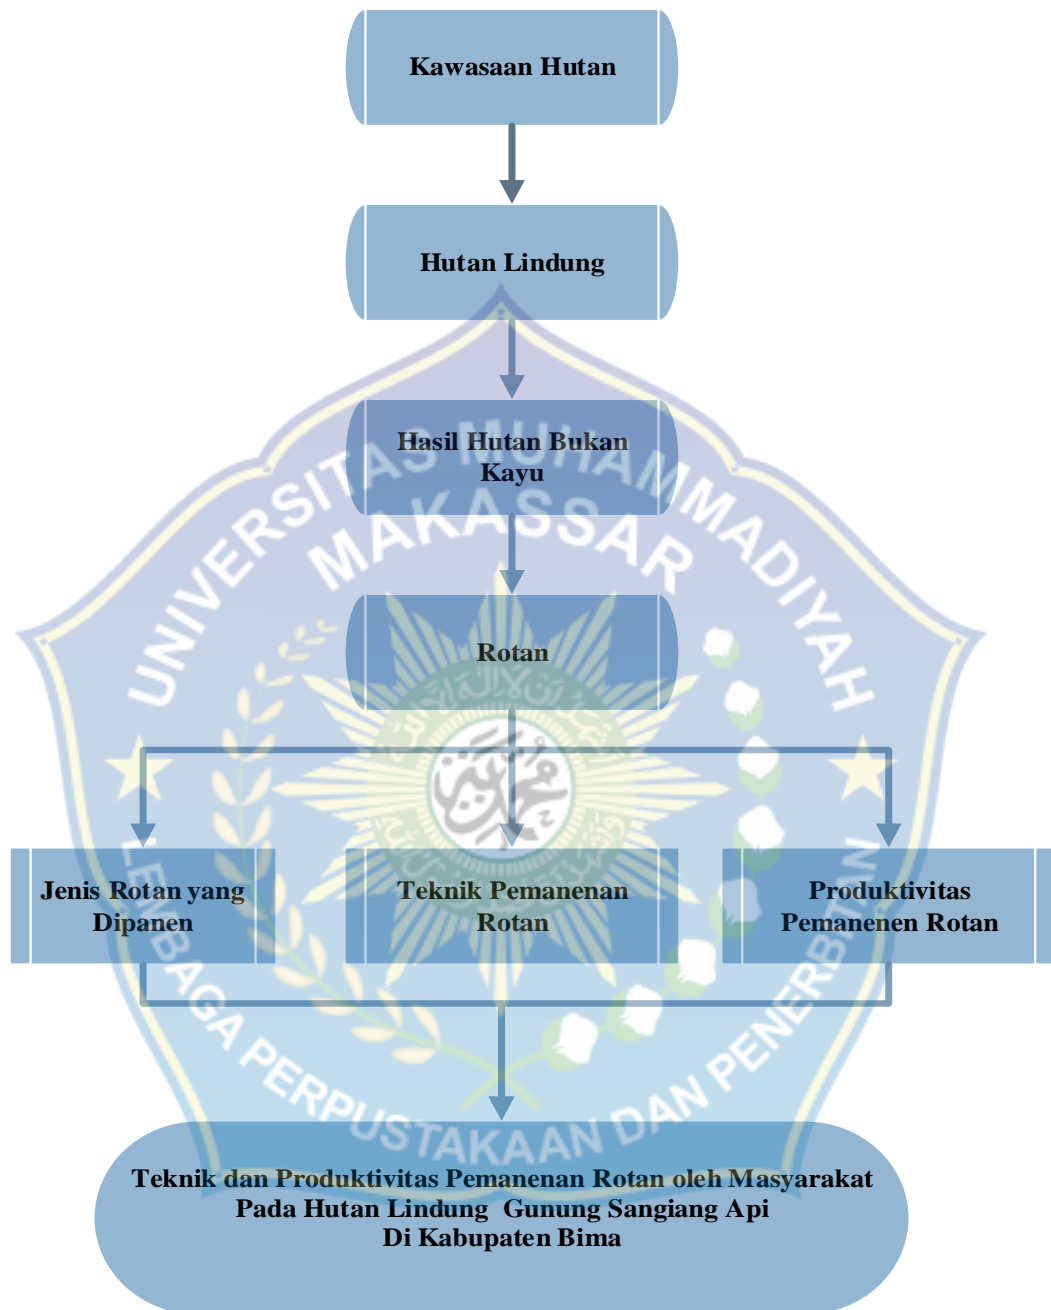 Kawasaan Hutan
Hutan Lindung
Hasil Hutan Bukan
Kayu
UNIVERSITAS MUHAMMADIYAH
MAKASSAR
Rotan
Jenis Rotan yang
Dipanen
Teknik Pemanenan
Rotan
Produktivitas
Pemanenen Rotan
LEMBAGA PERPUSTAKAAN DAN PENERBITAN
Teknik dan Produktivitas Pemanenan Rotan oleh Masyarakat
Pada Hutan Lindung Gunung Sangiang Api
Di Kabupaten Bima